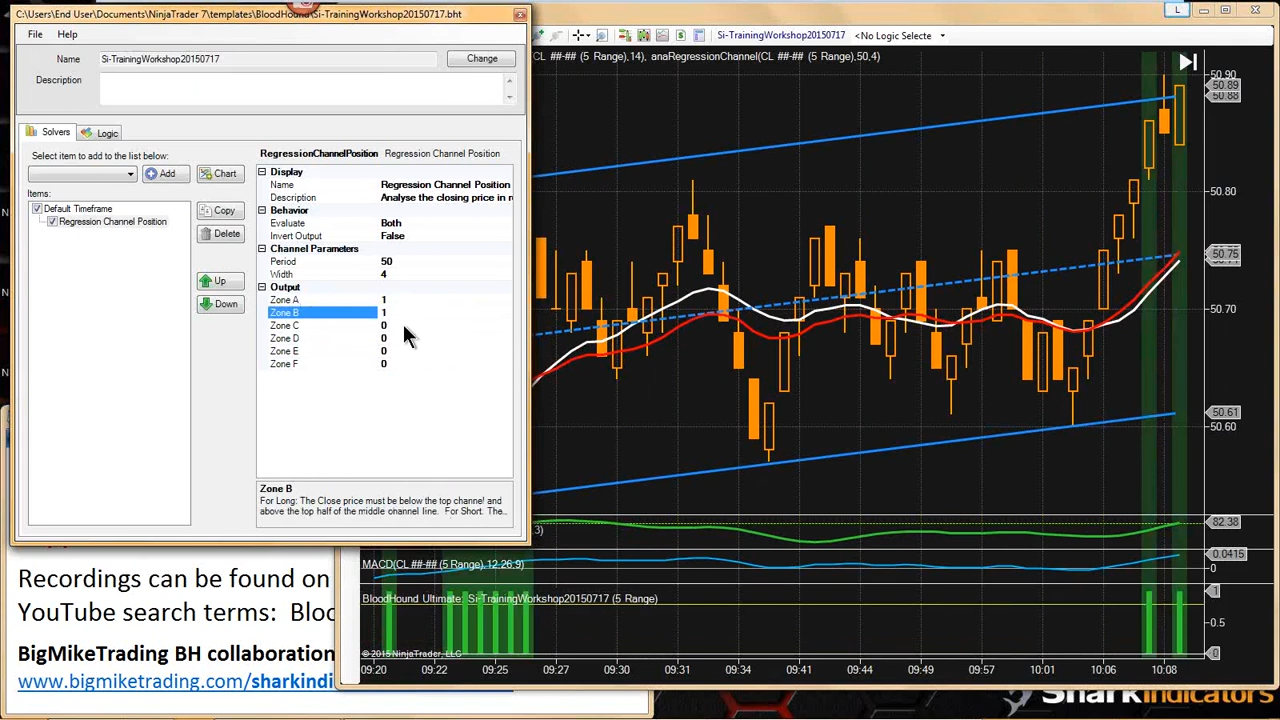 C:\Users\End User\Documents\NinjaTrader 7\templates\BloodHound\Si-TrainingWorkshop20150717.bht
File Help
Name Si-TrainingWorkshop20150717 Change
Description
Solvers Logic
Select item to add to the list below:
Add Chart
Items:
Default Timeframe
Regression Channel Position
Copy
Delete
Up
Down
RegressionChannelPosition Regression Channel Position
Display
Name Regression Channel Position
Description Analyse the closing price in r
Behavior
Evaluate Both
Invert Output False
Channel Parameters
Period 50
Width 4
Output
Zone A 1
Zone B 1
Zone C 0
Zone D 0
Zone E 0
Zone F 0
Zone B
For Long: The Close price must be below the top channel and
above the top half of the middle channel line. For Short: The...
L
Si-TrainingWorkshop20150717 <No Logic Selecte
CL ##-## (5 Range),14), anaRegressionChannel(CL ##-## (5 Range),50,4)
50.90
50.89
50.88
50.80
50.75
50.70
50.61
50.60
,3)
82.38
MACD(CL ##-## (5 Range),12,26,9)
0.0415
0
BloodHound Ultimate: Si-TrainingWorkshop20150717 (5 Range)
1
0.5
0
© 2015 NinjaTrader, LLC
09:20 09:22 09:25 09:27 09:30 09:34 09:41 09:45 09:49 09:57 10:01 10:06 10:08
Recordings can be found on
YouTube search terms: Bloo
BigMikeTrading BH collaboration
www.bigmiketrading.com/sharkindi
SharkIndicators